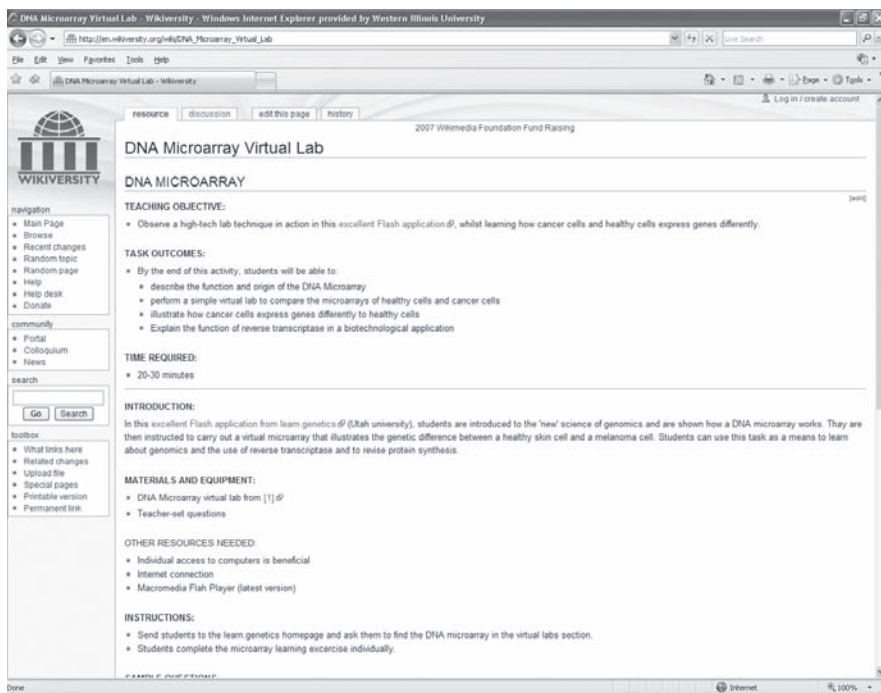 DNA Microarray Virtual Lab - Wikiversity - Windows Internet Explorer provided by Western Illinois University
http://en.wikiversity.org/wiki/DNA_Microarray_Virtual_Lab
Live Search
File Edit View Favorites Tools Help
DNA Microarray Virtual Lab - Wikiversity
Page Tools
Log in / create account
resource discussion edit this page history
2007 Wikimedia Foundation Fund Raising
WIKIVERSITY
navigation
Main Page
Browse
Recent changes
Random topic
Random page
Help
Help desk
Donate
community
Portal
Colloquium
News
search
Go Search
toolbox
What links here
Related changes
Upload file
Special pages
Printable version
Permanent link
DNA Microarray Virtual Lab
DNA MICROARRAY
[edit]
TEACHING OBJECTIVE:
Observe a high-tech lab technique in action in this excellent Flash application, whilst learning how cancer cells and healthy cells express genes differently.
TASK OUTCOMES:
By the end of this activity, students will be able to:
describe the function and origin of the DNA Microarray
perform a simple virtual lab to compare the microarrays of healthy cells and cancer cells
illustrate how cancer cells express genes differently to healthy cells
Explain the function of reverse transcriptase in a biotechnological application
TIME REQUIRED:
20-30 minutes
INTRODUCTION:
In this excellent Flash application from learn.genetics (Utah university), students are introduced to the 'new' science of genomics and are shown how a DNA microarray works. They are
then instructed to carry out a virtual microarray that illustrates the genetic difference between a healthy skin cell and a melanoma cell. Students can use this task as a means to learn
about genomics and the use of reverse transcriptase and to revise protein synthesis.
MATERIALS AND EQUIPMENT:
DNA Microarray virtual lab from [1]
Teacher-set questions
OTHER RESOURCES NEEDED:
Individual access to computers is beneficial
Internet connection
Macromedia Flah Player (latest version)
INSTRUCTIONS:
Send students to the learn.genetics homepage and ask them to find the DNA microarray in the virtual labs section.
Students complete the microarray learning excercise individually.
SAMPLE QUESTIONS
Done
Internet
100%